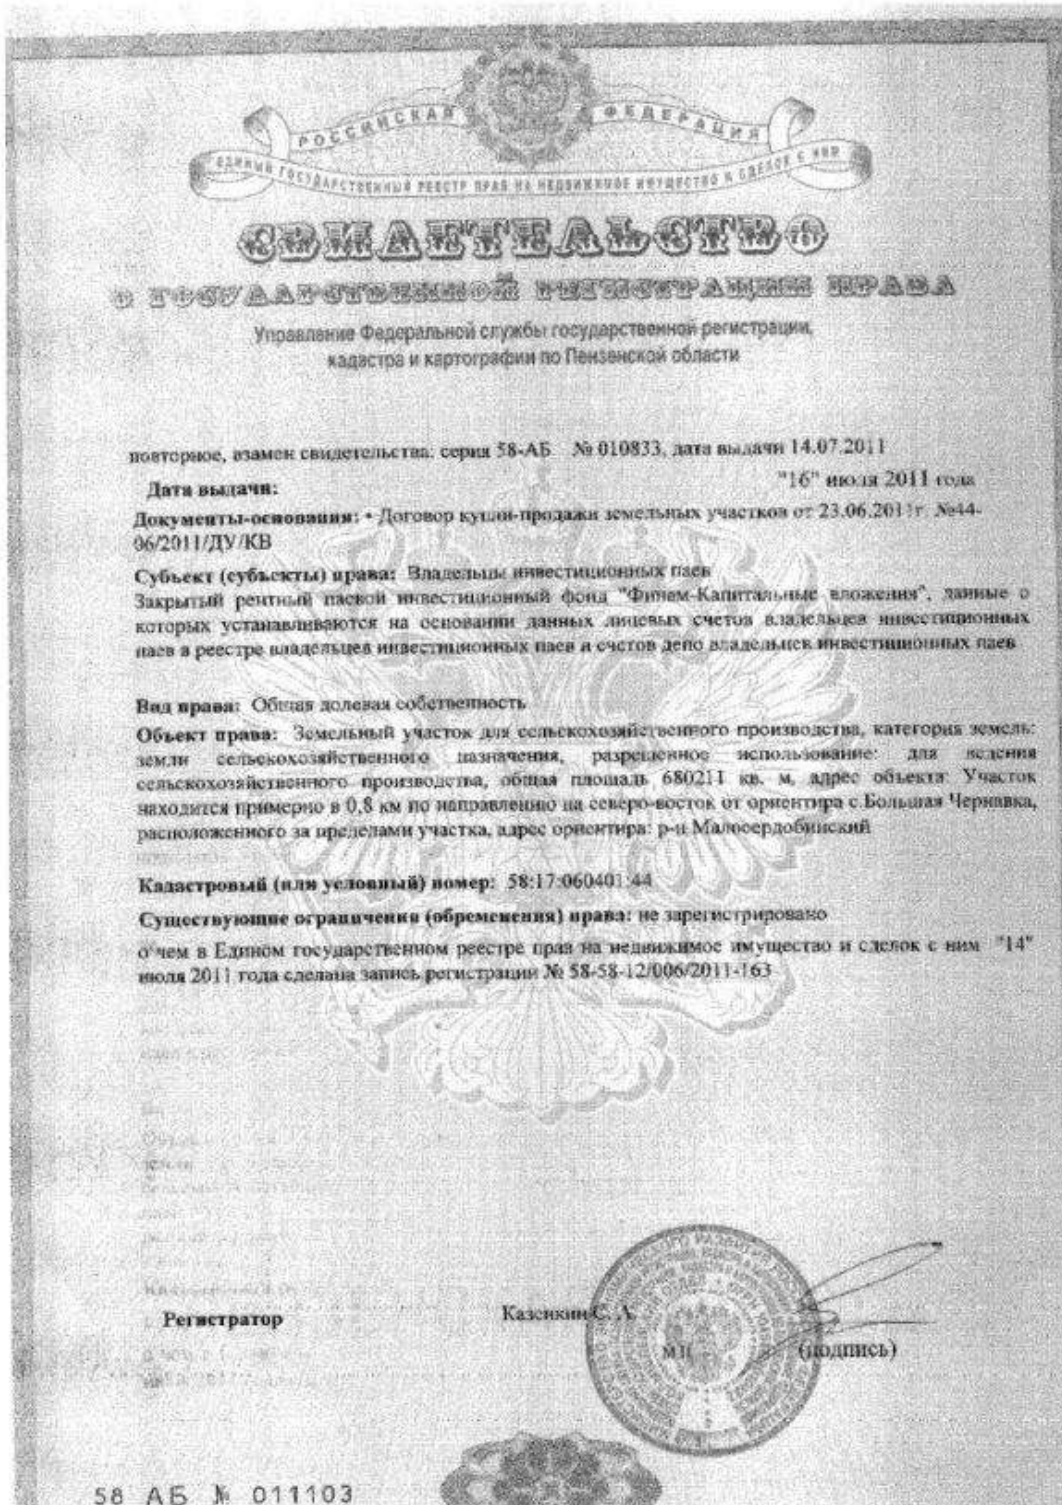 РОССИЙСКАЯ ФЕДЕРАЦИЯ
ЕДИНЫЙ ГОСУДАРСТВЕННЫЙ РЕЕСТР ПРАВ НА НЕДВИЖИМОЕ ИМУЩЕСТВО И СДЕЛОК С НИМ
СВИДЕТЕЛЬСТВО
О ГОСУДАРСТВЕННОЙ РЕГИСТРАЦИИ ПРАВА
Управление Федеральной службы государственной регистрации,
кадастра и картографии по Пензенской области
повторное, взамен свидетельства: серия 58-АБ № 010833, дата выдачи 14.07.2011
Дата выдачи: "16" июля 2011 года
Документы-основания: • Договор купли-продажи земельных участков от 23.06.2011г. №44-
06/2011/ДУ/КВ
Субъект (субъекты) права: Владельцы инвестиционных паев
Закрытый рентный паевой инвестиционный фонд "Финам-Капитальные вложения", данные о
которых устанавливаются на основании данных лицевых счетов владельцев инвестиционных
паев в реестре владельцев инвестиционных паев и счетов депо владельцев инвестиционных паев
Вид права: Общая долевая собственность
Объект права: Земельный участок для сельскохозяйственного производства, категория земель:
земли сельскохозяйственного назначения, разрешенное использование: для ведения
сельскохозяйственного производства, общая площадь 680211 кв. м, адрес объекта: Участок
находится примерно в 0,8 км по направлению на северо-восток от ориентира с.Большая Чернавка,
расположенного за пределами участка, адрес ориентира: р-н Малосердобинский
Кадастровый (или условный) номер: 58:17:060401:44
Существующие ограничения (обременения) права: не зарегистрировано
о чем в Едином государственном реестре прав на недвижимое имущество и сделок с ним "14"
июля 2011 года сделана запись регистрации № 58-58-12/006/2011-163
Регистратор Казенкин С. А.
М.П. (подпись)
58 АБ № 011103